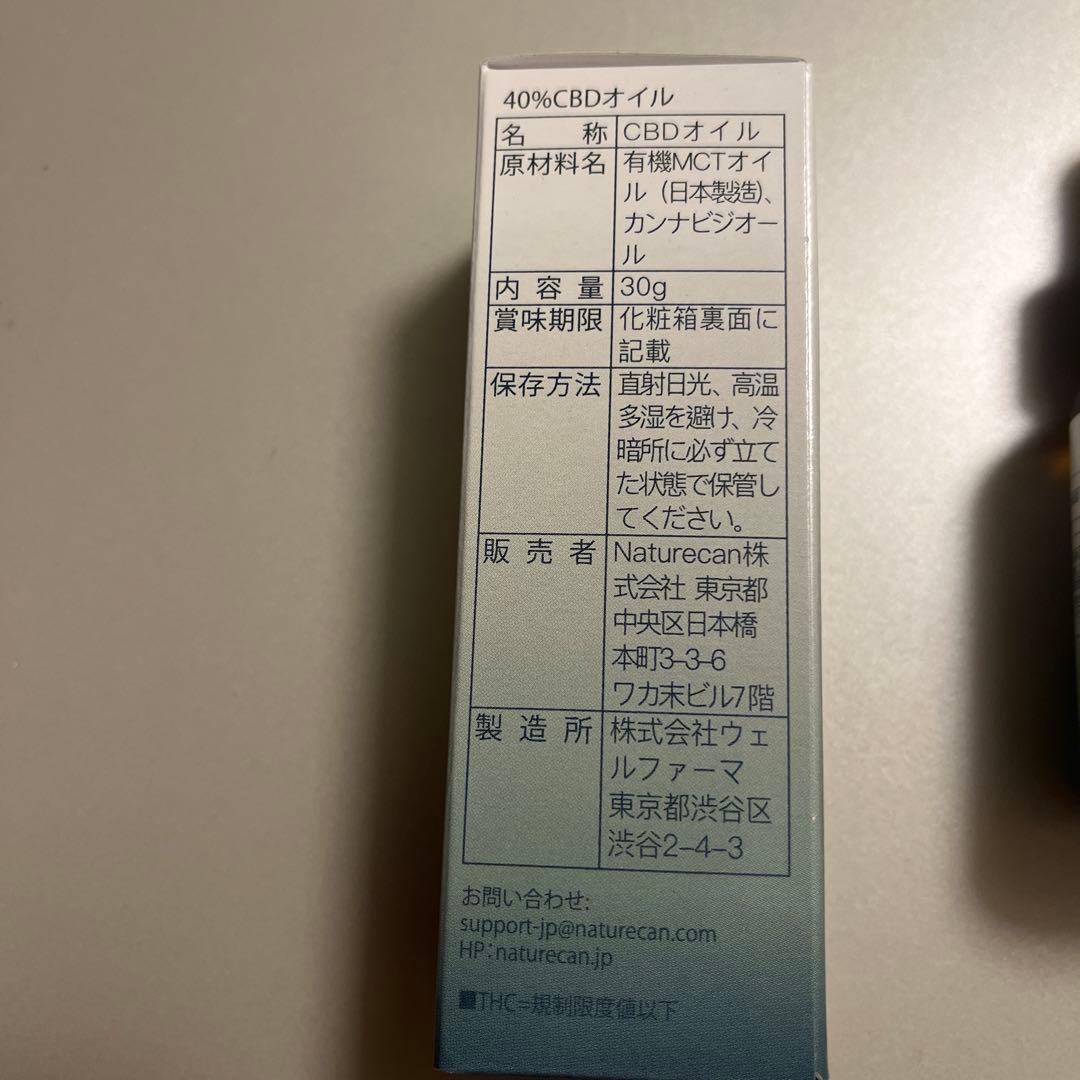 40%CBDオイル
名称 CBDオイル
原材料名 有機MCTオイ
ル（日本製造）、
カンナビジオー
ル
内容量 30g
賞味期限 化粧箱裏面に
記載
保存方法 直射日光、高温
多湿を避け、冷
暗所に必ず立て
た状態で保管し
てください。
販売者 Naturecan株
式会社 東京都
中央区日本橋
本町3-3-6
ワカ末ビル7階
製造所 株式会社ウェ
ルファーマ
東京都渋谷区
渋谷2-4-3
お問い合わせ:
support-jp@naturecan.com
HP:naturecan.jp
■THC=規制限度値以下